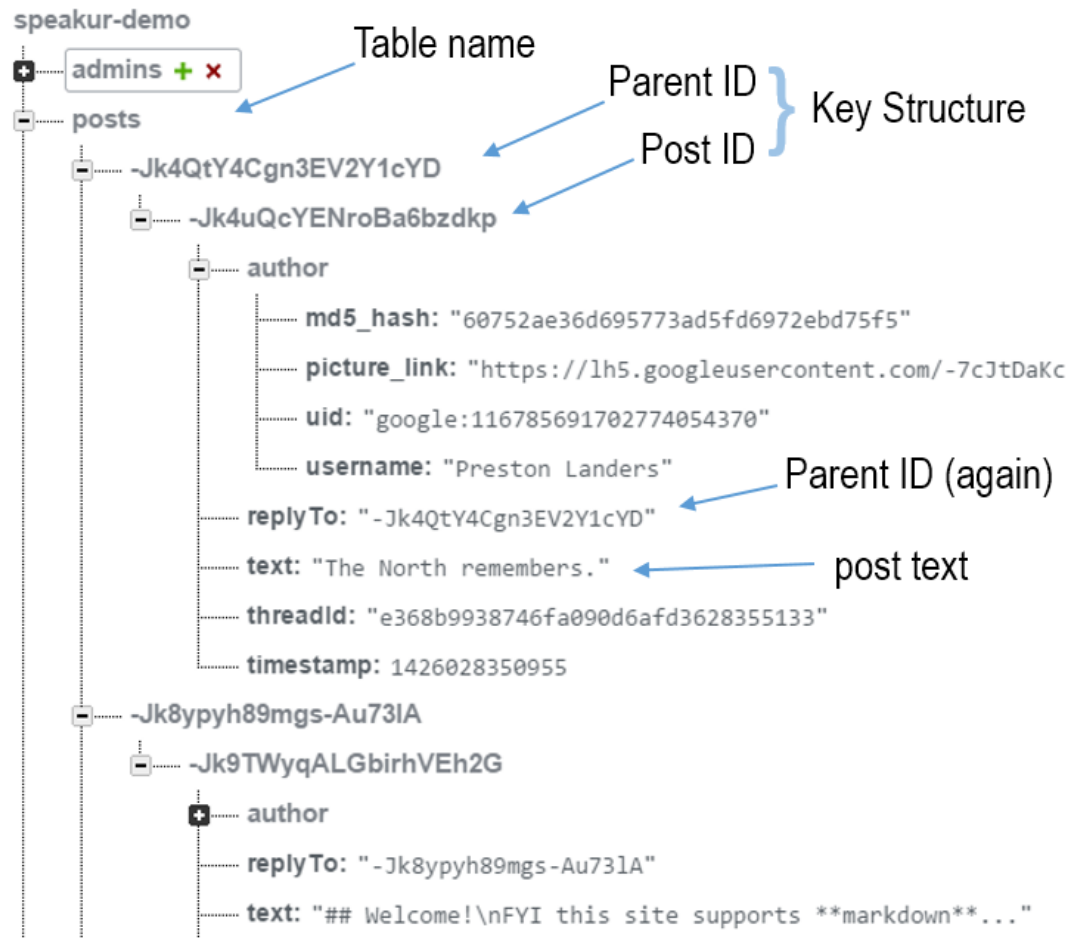 speakur-demo
Table name
admins
Parent ID
Key Structure
posts
Post ID
-Jk4QtY4Cgn3EV2Y1cYD
-Jk4uQcYENroBa6bzdkp
author
md5_hash: "60752ae36d695773ad5fd6972ebd75f5"
picture_link: "https://lh5.googleusercontent.com/-7cJtDaKc
uid: "google:116785691702774054370"
username: "Preston Landers"
Parent ID (again)
replyTo: "-Jk4QtY4Cgn3EV2Y1cYD"
text: "The North remembers."
post text
threadId: "e368b9938746fa090d6afd3628355133"
timestamp: 1426028350955
-Jk8ypyh89mgs-Au73lA
-Jk9TWyqALGbirhVEh2G
author
replyTo: "-Jk8ypyh89mgs-Au73lA"
text: "## Welcome!\nFYI this site supports **markdown**..."